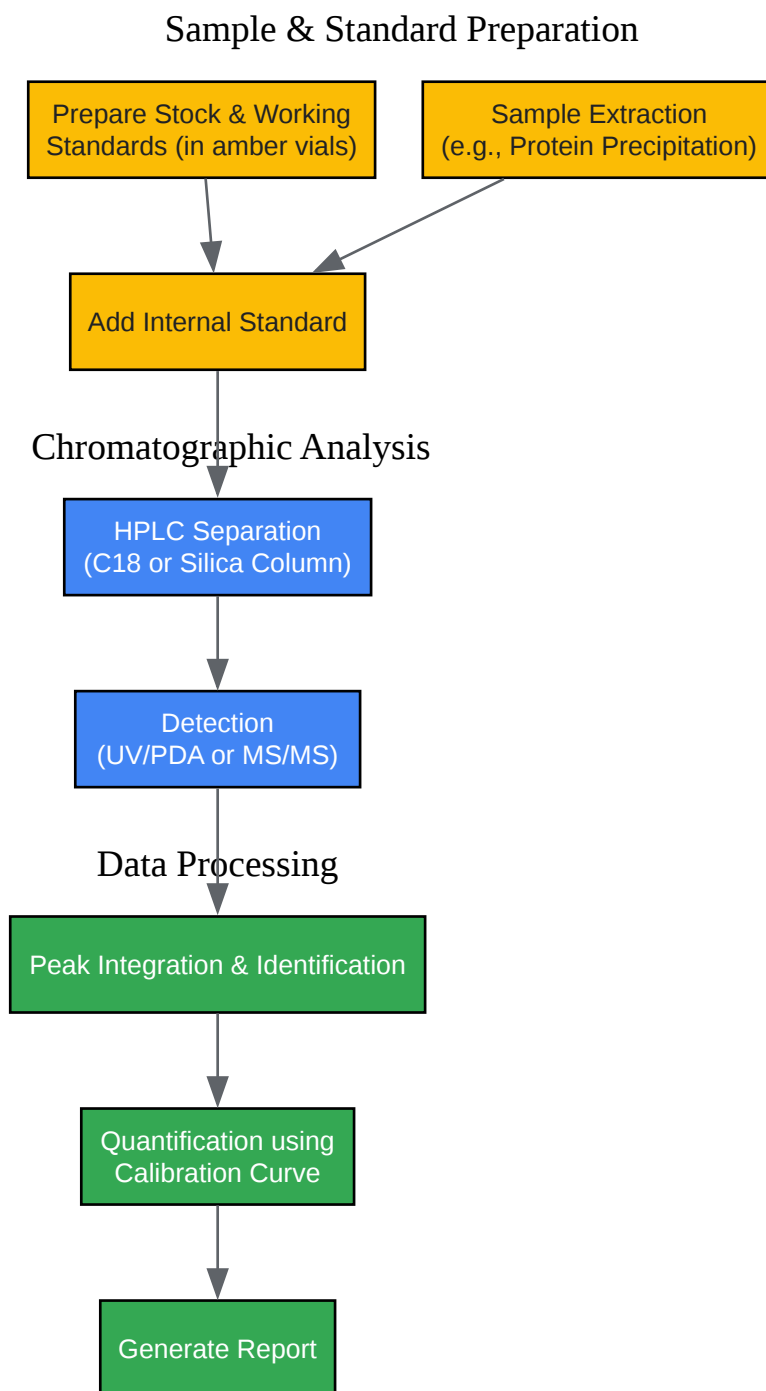 Sample & Standard Preparation
Prepare Stock & Working
Standards (in amber vials)
Sample Extraction
(e.g., Protein Precipitation)
Add Internal Standard
Chromatographic Analysis
HPLC Separation
(C18 or Silica Column)
Detection
(UV/PDA or MS/MS)
Data Processing
Peak Integration & Identification
Quantification using
Calibration Curve
Generate Report